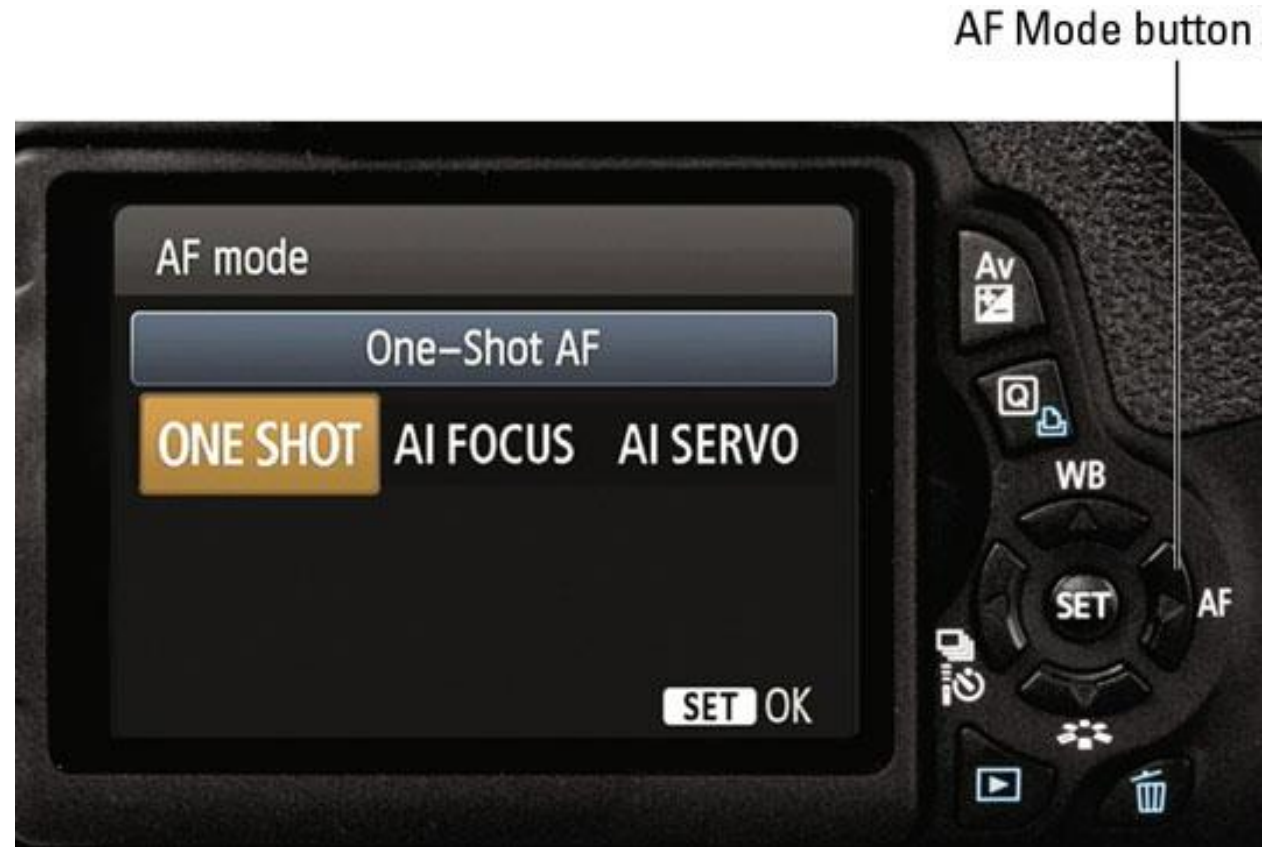 AF Mode button
AF mode
One-Shot AF
ONE SHOT AI FOCUS AI SERVO
SET OK
Av
Q
WB
SET AF